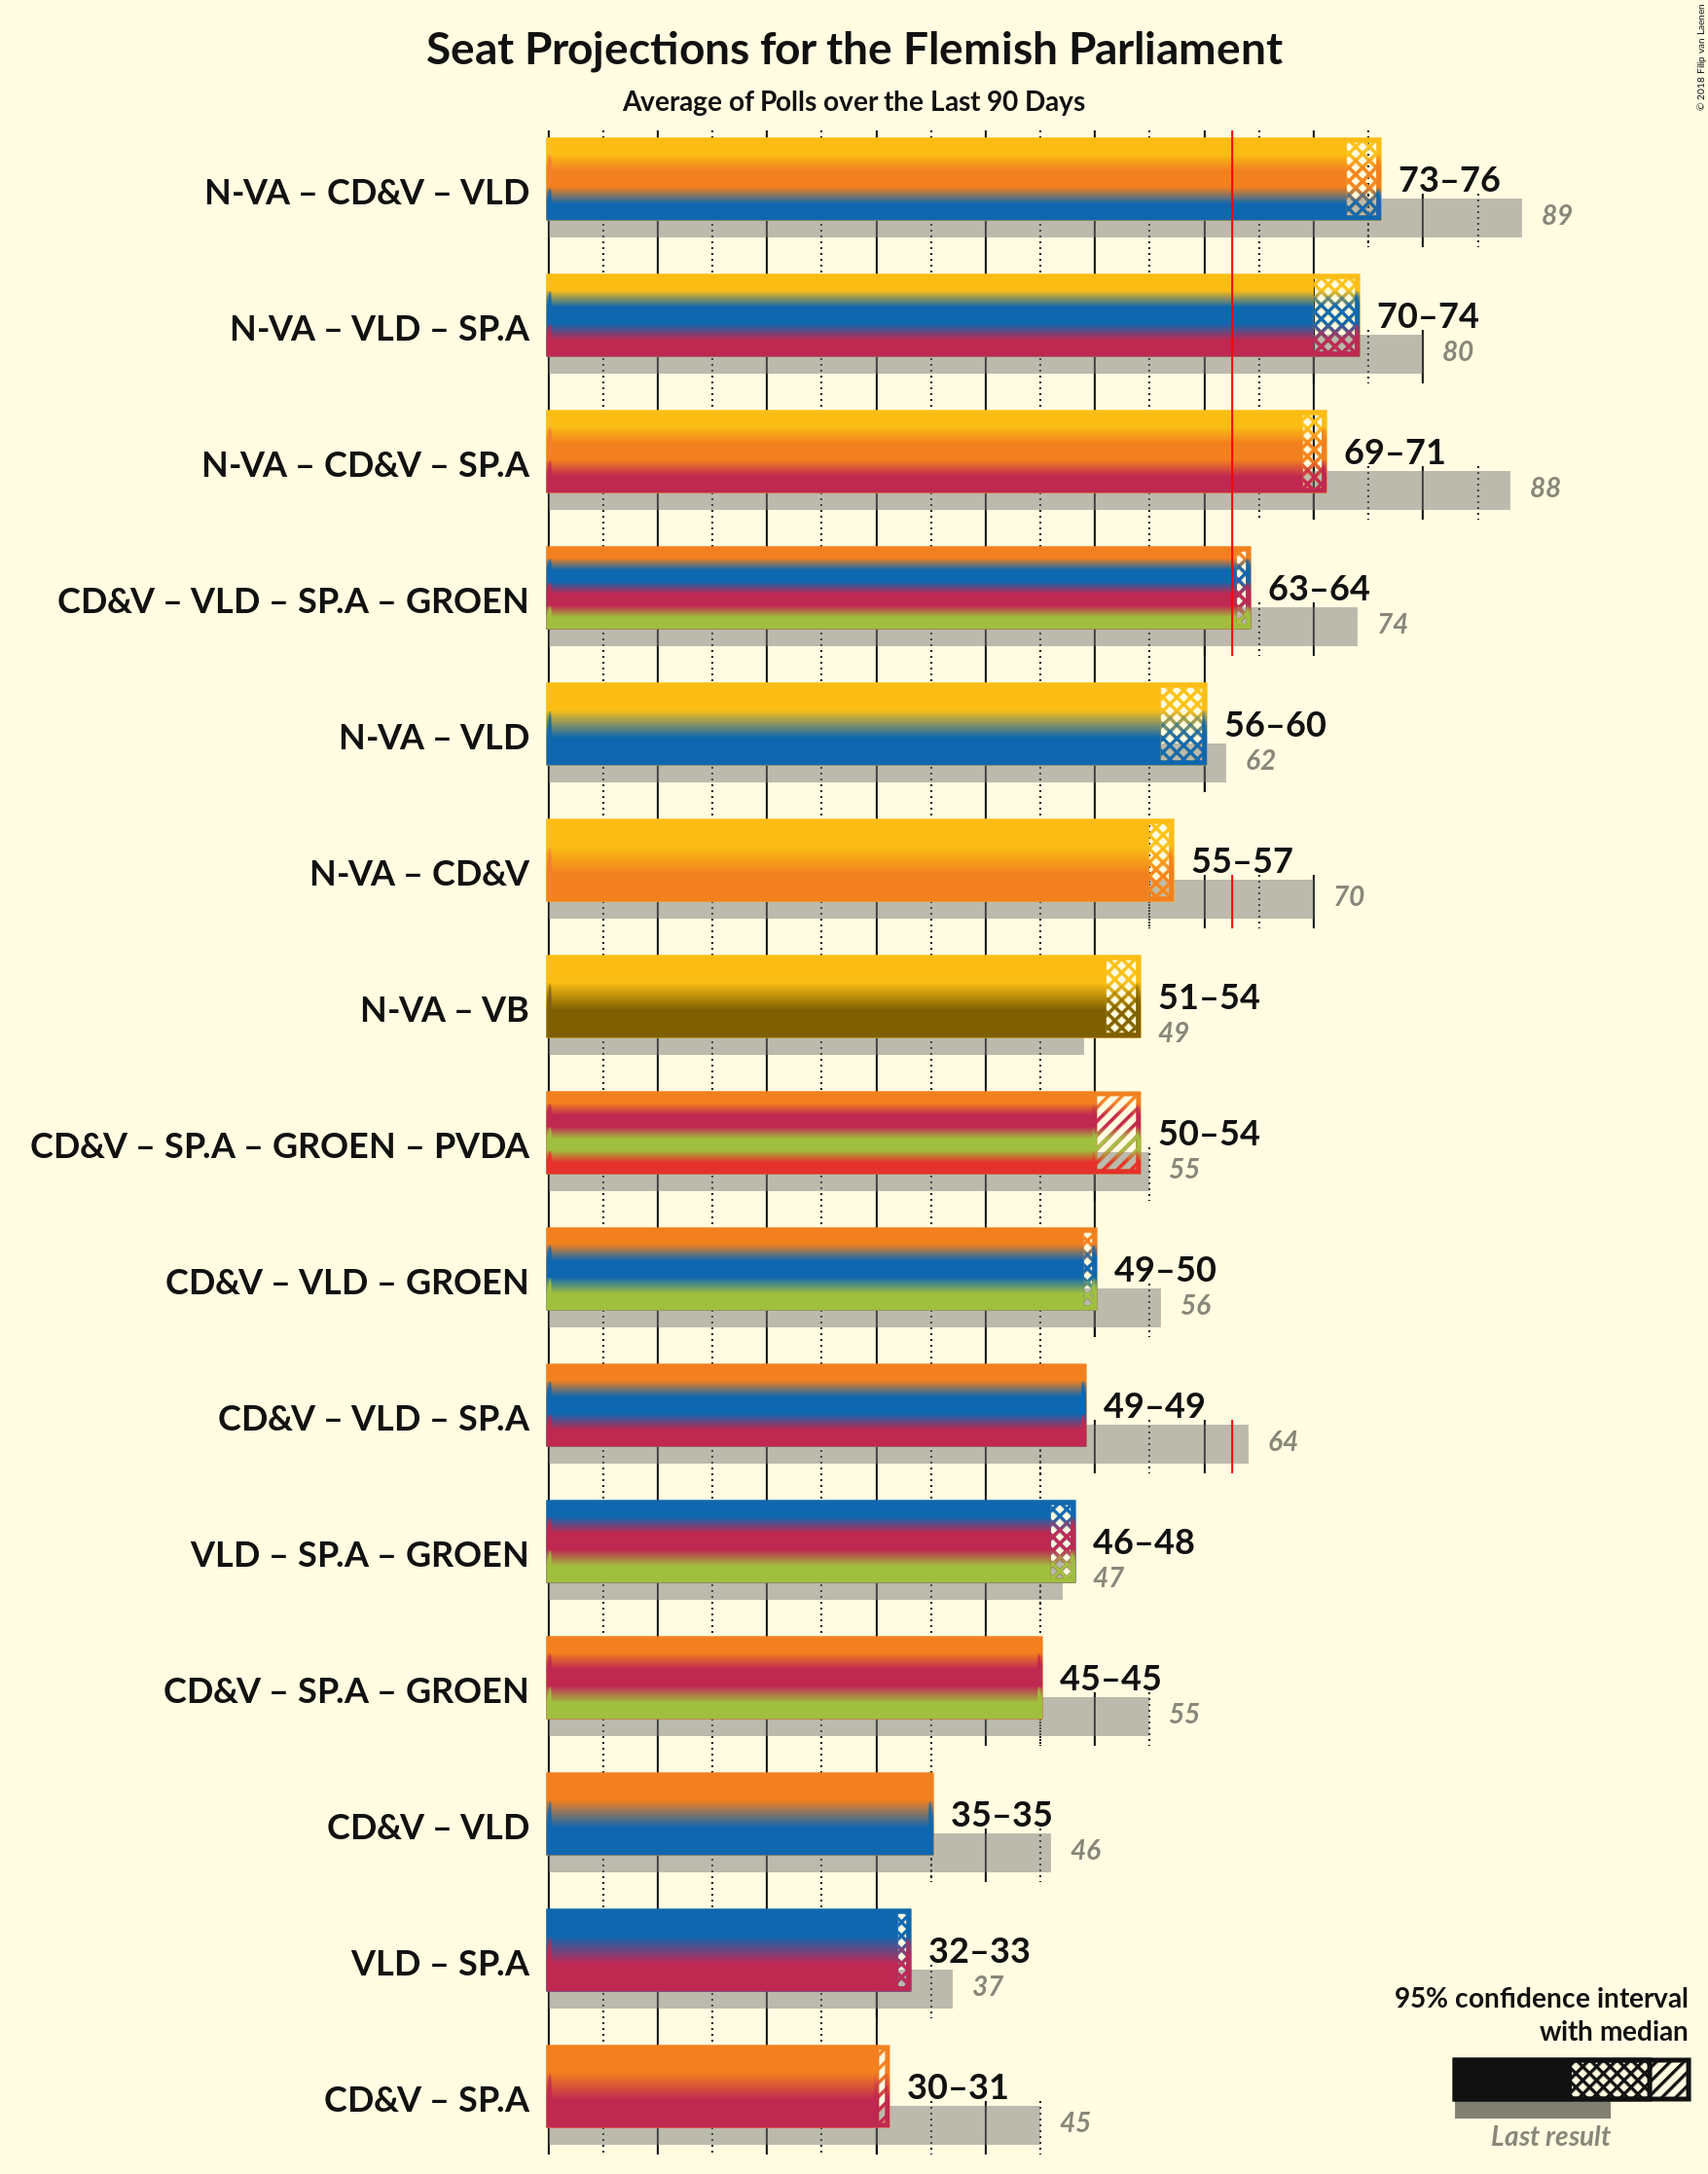 Seat Projections for the Flemish Parliament
Average of Polls over the Last 90 Days
© 2018 Filip van Laenen
N-VA – CD&V – VLD
73–76
89
N-VA – VLD – SP.A
70–74
80
N-VA – CD&V – SP.A
69–71
88
CD&V – VLD – SP.A – GROEN
63–64
74
N-VA – VLD
56–60
62
N-VA – CD&V
55–57
70
N-VA – VB
51–54
49
CD&V – SP.A – GROEN – PVDA
50–54
55
CD&V – VLD – GROEN
49–50
56
CD&V – VLD – SP.A
49–49
64
VLD – SP.A – GROEN
46–48
47
CD&V – SP.A – GROEN
45–45
55
CD&V – VLD
35–35
46
VLD – SP.A
32–33
37
CD&V – SP.A
30–31
45
95% confidence interval
with median
Last result